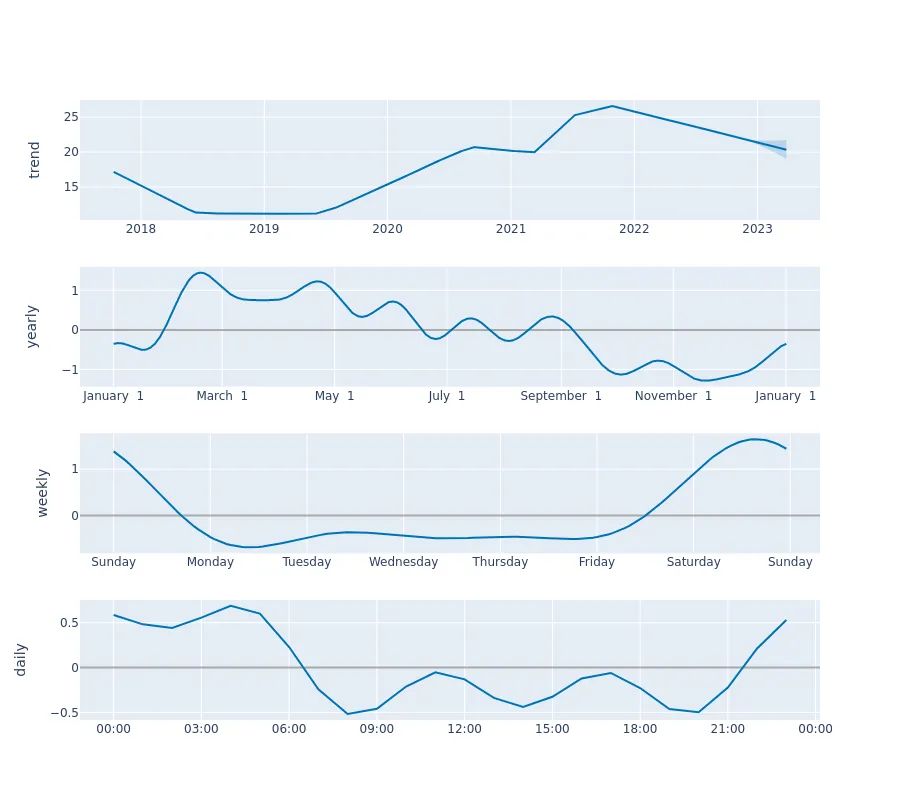 trend
25
20
15
2018 2019 2020 2021 2022 2023
yearly
1
0
−1
January 1 March 1 May 1 July 1 September 1 November 1 January 1
weekly
1
0
Sunday Monday Tuesday Wednesday Thursday Friday Saturday Sunday
daily
0.5
0
−0.5
00:00 03:00 06:00 09:00 12:00 15:00 18:00 21:00 00:00